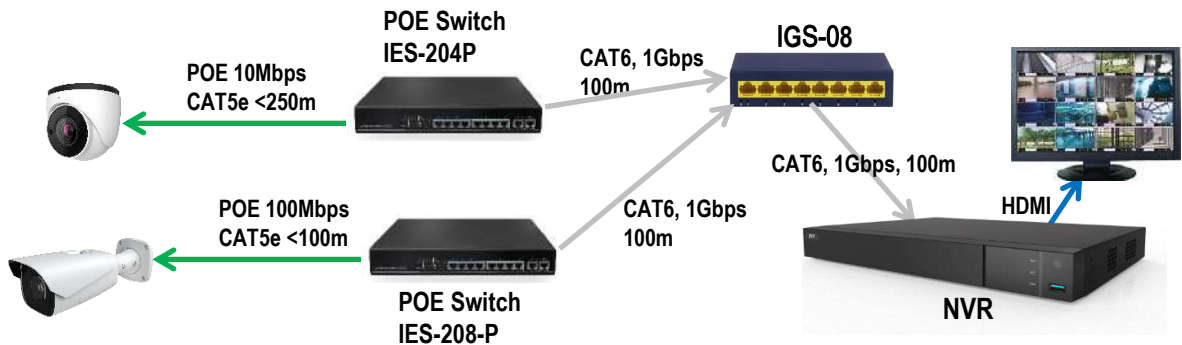 POE Switch
IES-204P
POE 10Mbps
CAT5e <250m
CAT6, 1Gbps
100m
IGS-08
CAT6, 1Gbps, 100m
HDMI
POE 100Mbps
CAT5e <100m
CAT6, 1Gbps
100m
POE Switch
IES-208-P
NVR